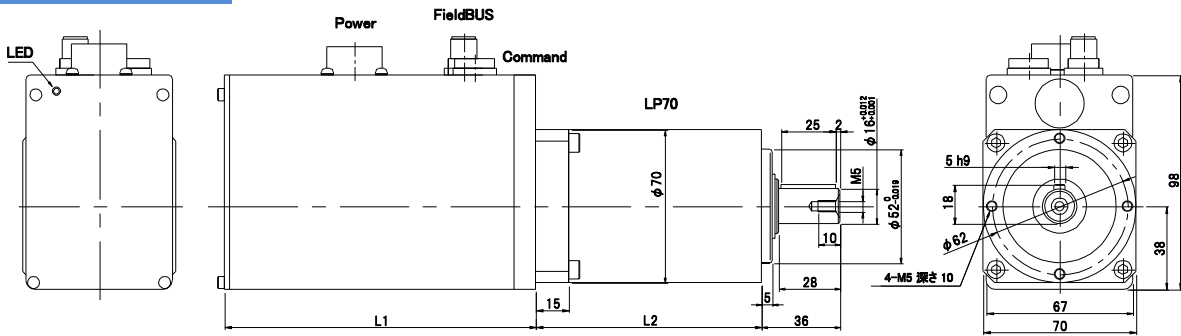 LED
Power
FieldBUS
Command
LP70
25
2
φ16 +0.012 +0.001
M5
φ70
φ52 0 -0.019
10
28
5
36
15
L1
L2
5 h9
18
φ62
4-M5 深さ 10
98
38
67
70